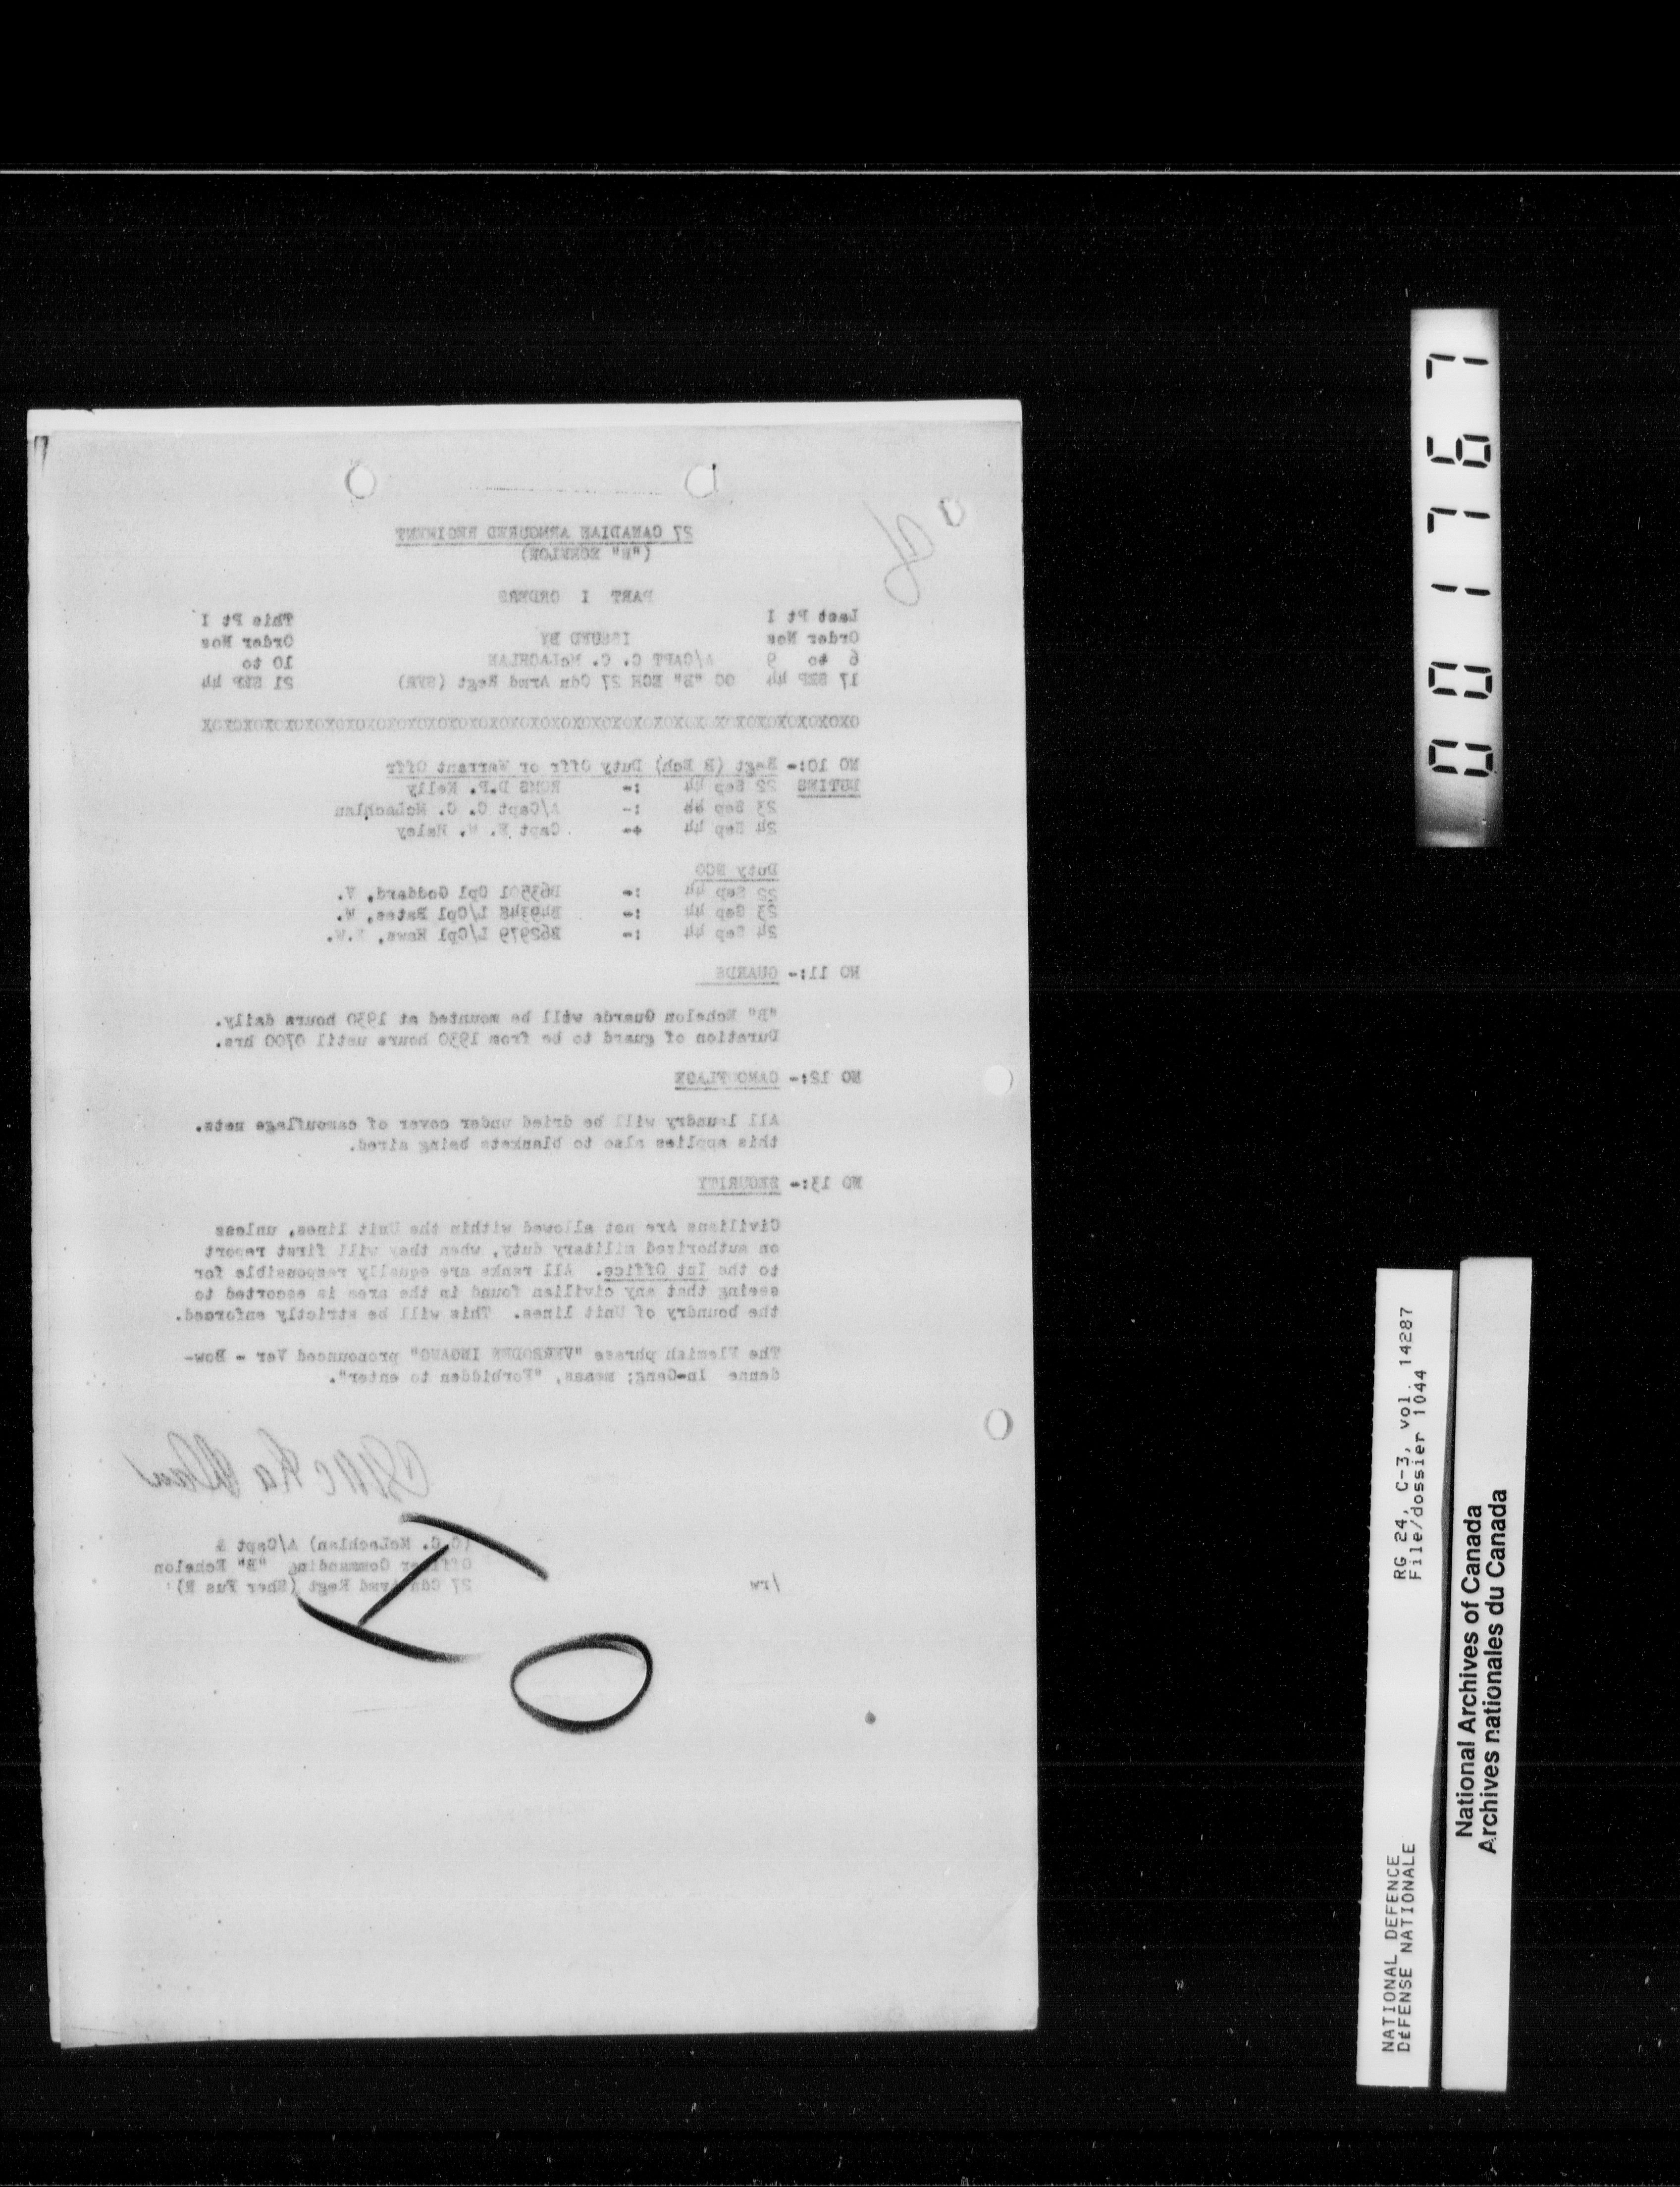 27 CANADIAN ARMOURED REGIMENT
("B" ECHELON)
PART I ORDERS
Last Pt I This Pt I
Order Nos ISSUED BY Order Nos
6 to 9 A/CAPT C. C. McLACHLAN 10 to
17 SEP 44 OC "B" ECH 27 Cdn Armd Regt (SFR) 21 SEP 44
OXOXOXOXOXOXOXOXOXOXOXOXOXOXOXOXOXOXOXOXOXOXOXOXOXOXOXOX
NO 10:- Regt (B Ech) Duty Offr or Warrant Offr
DUTIES 22 Sep 44 :- RQMS D.P. Kelly
23 Sep 44 :- A/Capt C. C. McLachlan
24 Sep 44 :- Capt F. W. Haley
Duty NCO
22 Sep 44 :- D63501 Cpl Goddard, V.
23 Sep 44 :- B49348 L/Cpl Bates, W.
24 Sep 44 :- B62979 L/Cpl Haws,
NO 11:- GUARDS
"B" Echelon Guards will be mounted at 1930 hours daily.
Duration of guard to be from 1930 hours until 0700 hrs.
NO 12:- CAMOUFLAGE
All laundry will be dried under cover of camouflage nets.
this applies also to blankets being aired.
NO 13:- SECURITY
Civilians Are not allowed within the Unit lines, unless
on authorized military duty, when they will first report
to the Int Office. All ranks are equally responsible for
seeing that any civilian found in the area is escorted to
the boundry of Unit lines. This will be strictly enforced.
The Flemish phrase "VERBODEN INGANG" pronounced Ver - Bow-
denne In-Gang; means, "Forbidden to enter".
CC McLachlan
(C.C. McLachlan) A/Capt &
Officer Commanding "B" Echelon
/rw 27 Cdn Armd Regt (Sher Fus R)
HO
001767
RG 24, C-3, vol. 14287
File/dossier 1044
NATIONAL DEFENCE
DÉFENSE NATIONALE
National Archives of Canada
Archives nationales du Canada